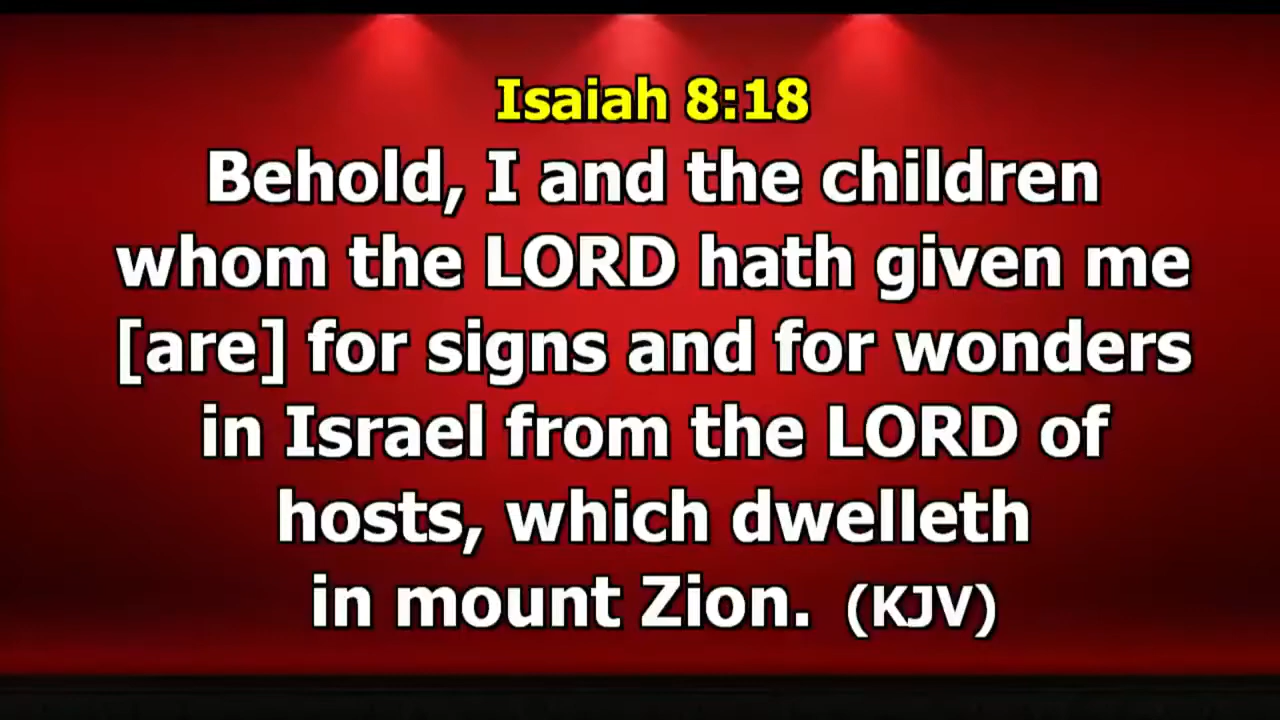 Isaiah 8:18
Behold, I and the children
whom the LORD hath given me
[are] for signs and for wonders
in Israel from the LORD of
hosts, which dwelleth
in mount Zion. (KJV)